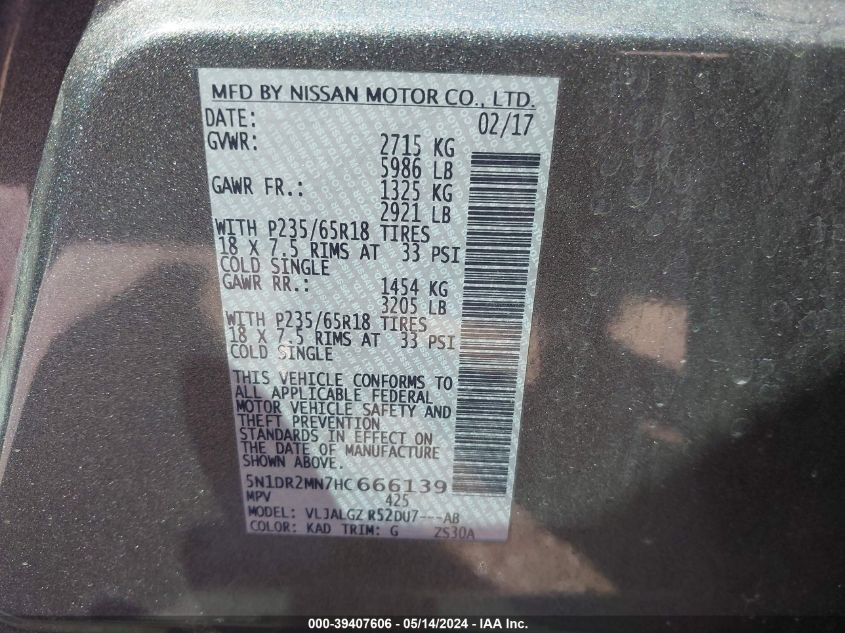 MFD BY NISSAN MOTOR CO., LTD.
DATE: 02/17
GVWR: 2715 KG
5986 LB
GAWR FR.: 1325 KG
2921 LB
WITH P235/65R18 TIRES
18 X 7.5 RIMS AT 33 PSI
COLD SINGLE
GAWR RR.: 1454 KG
3205 LB
WITH P235/65R18 TIRES
18 X 7.5 RIMS AT 33 PSI
COLD SINGLE
THIS VEHICLE CONFORMS TO
ALL APPLICABLE FEDERAL
MOTOR VEHICLE SAFETY AND
THEFT PREVENTION
STANDARDS IN EFFECT ON
THE DATE OF MANUFACTURE
SHOWN ABOVE.
5N1DR2MN7HC666139
MPV 425
MODEL: VLJALGZ R52DU7---AB
COLOR: KAD TRIM: G ZS30A
000-39407606 - 05/14/2024 - IAA Inc.